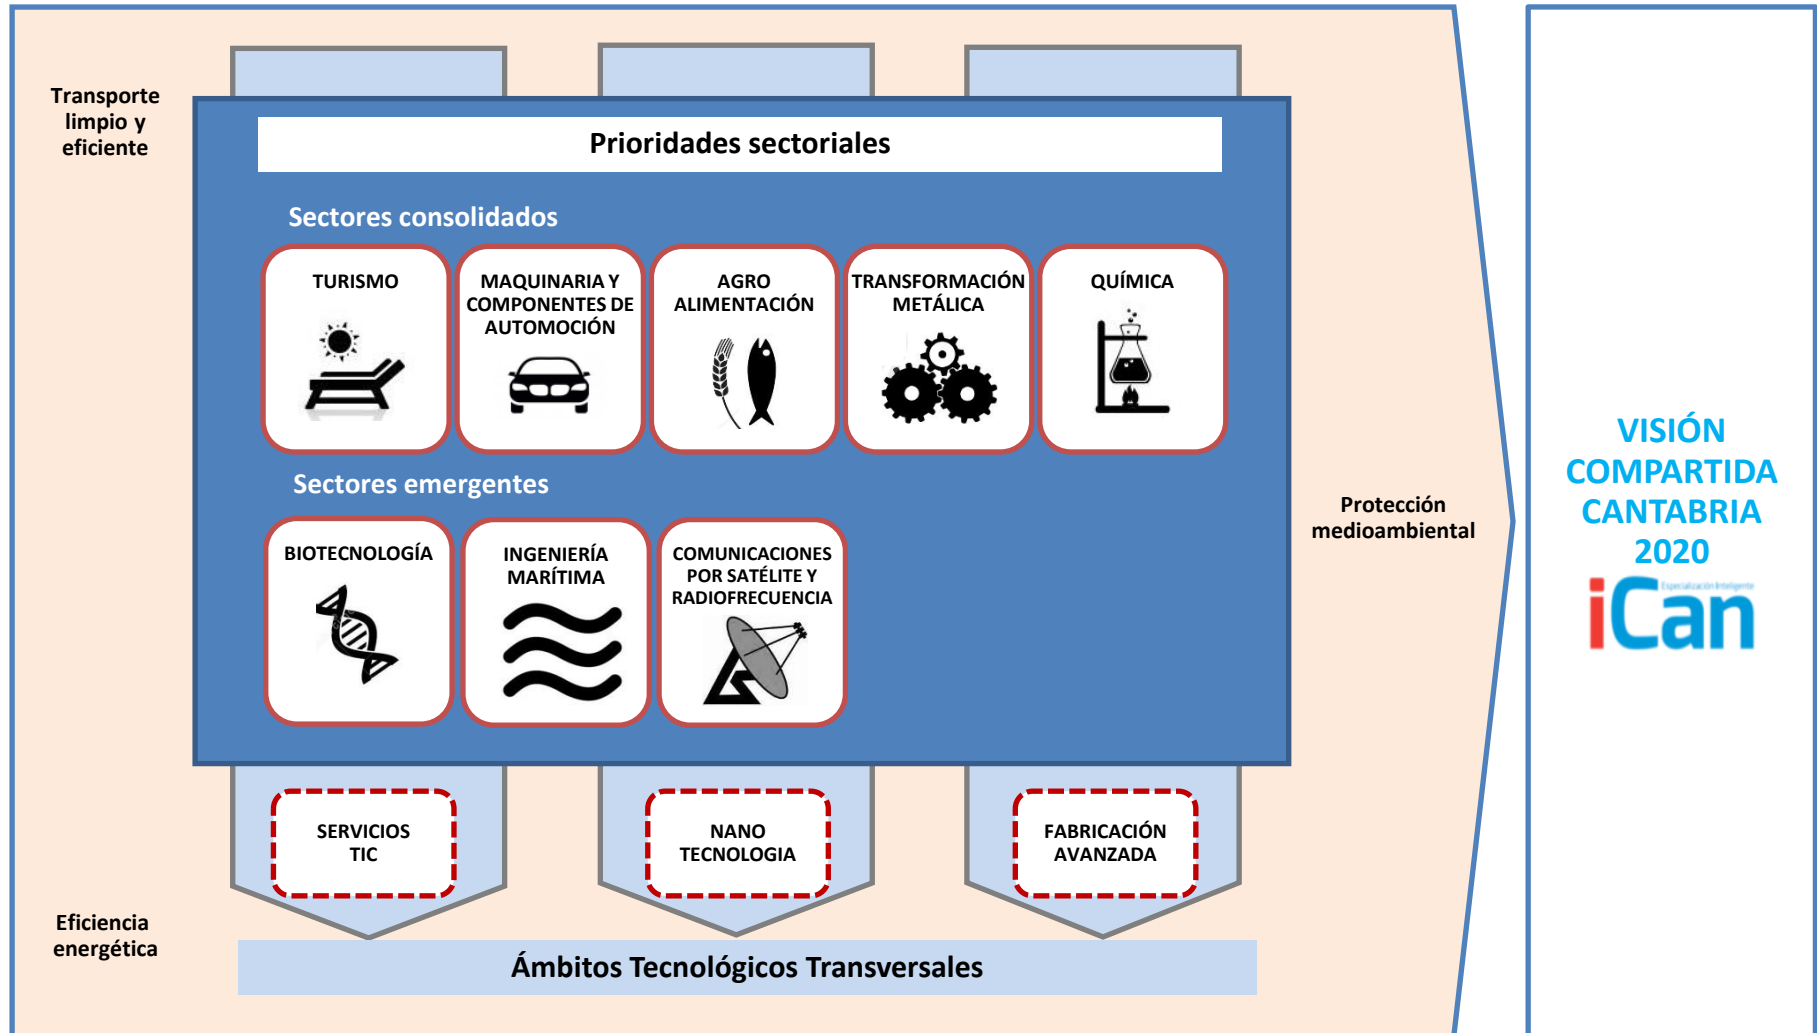 Transporte
limpio y
eficiente
Prioridades sectoriales
Sectores consolidados
TURISMO
MAQUINARIA Y
COMPONENTES DE
AUTOMOCIÓN
AGRO
ALIMENTACIÓN
TRANSFORMACIÓN
METÁLICA
QUÍMICA
Sectores emergentes
BIOTECNOLOGÍA
INGENIERÍA
MARÍTIMA
COMUNICACIONES
POR SATÉLITE Y
RADIOFRECUENCIA
Protección
medioambiental
SERVICIOS
TIC
NANO
TECNOLOGIA
FABRICACIÓN
AVANZADA
Eficiencia
energética
Ámbitos Tecnológicos Transversales
VISIÓN
COMPARTIDA
CANTABRIA
2020
Especialización Inteligente
iCan